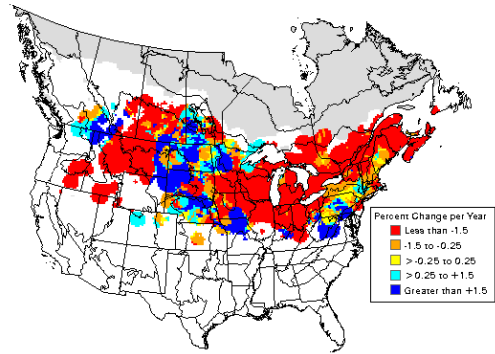 Percent Change per Year
Less than -1.5
-1.5 to -0.25
> -0.25 to 0.25
> 0.25 to +1.5
Greater than +1.5